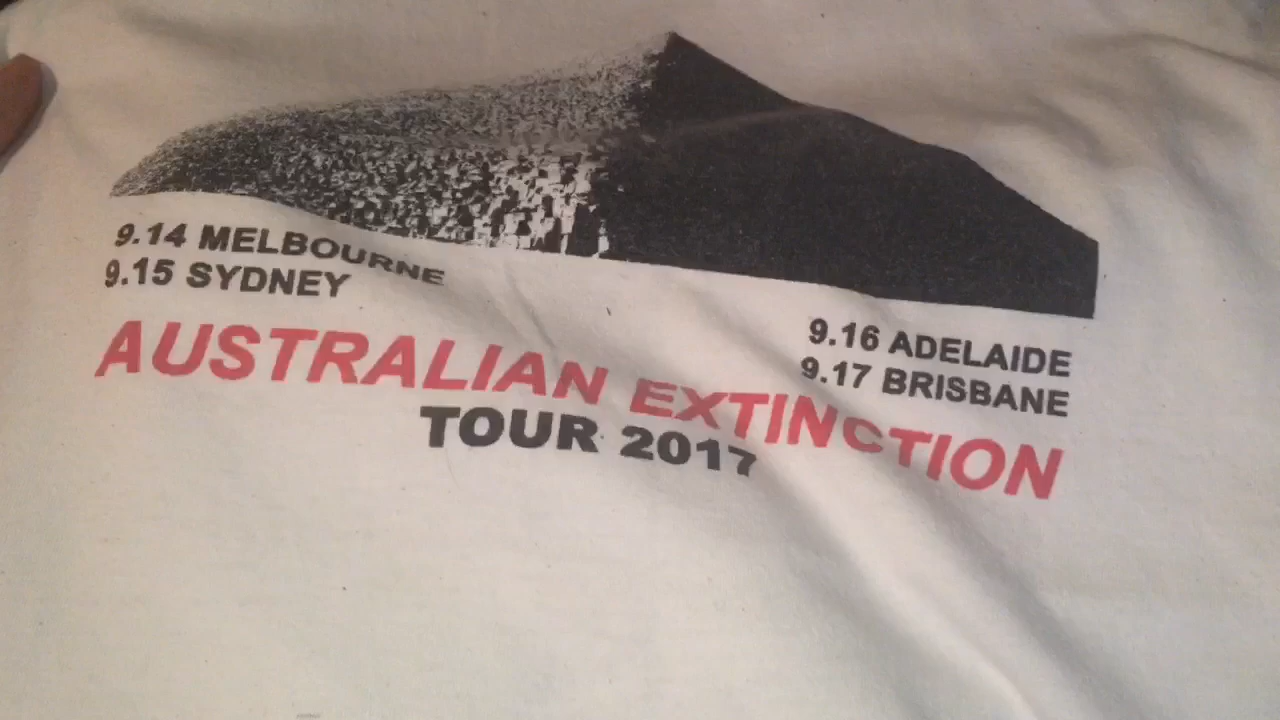 9.14 MELBOURNE
9.15 SYDNEY
9.16 ADELAIDE
9.17 BRISBANE
AUSTRALIAN EXTINCTION
TOUR 2017